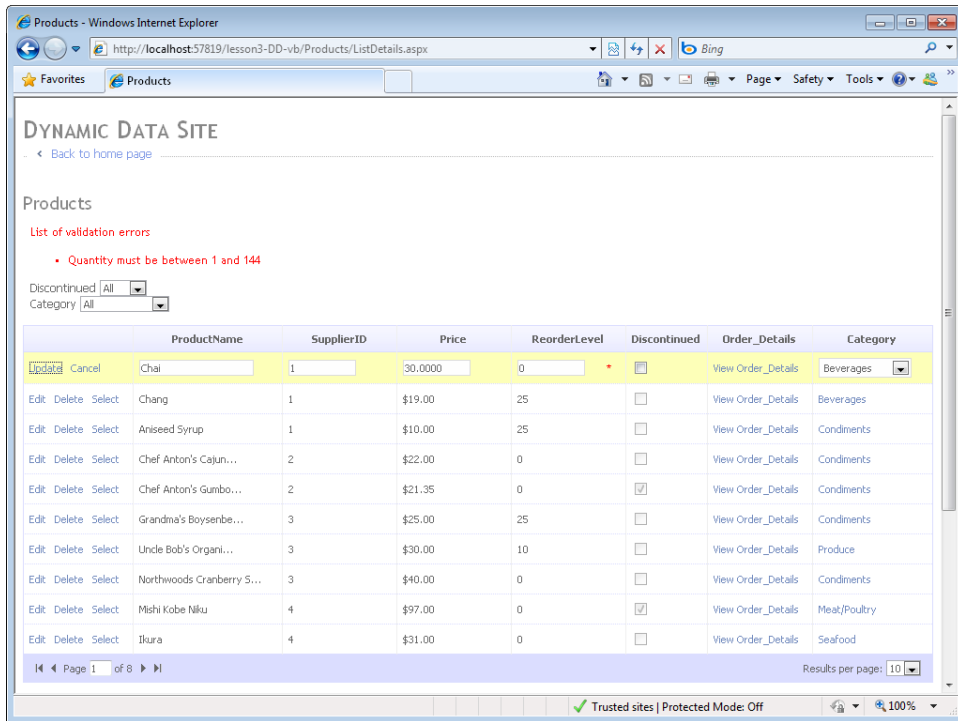 Products - Windows Internet Explorer
http://localhost:57819/lesson3-DD-vb/Products/ListDetails.aspx
Bing
Favorites Products Page Safety Tools
DYNAMIC DATA SITE
Back to home page
Products
List of validation errors
• Quantity must be between 1 and 144
Discontinued All
Category All
ProductName SupplierID Price ReorderLevel Discontinued Order_Details Category
Update Cancel Chai 1 30.0000 0 * View Order_Details Beverages
Edit Delete Select Chang 1 $19.00 25 View Order_Details Beverages
Edit Delete Select Aniseed Syrup 1 $10.00 25 View Order_Details Condiments
Edit Delete Select Chef Anton's Cajun... 2 $22.00 0 View Order_Details Condiments
Edit Delete Select Chef Anton's Gumbo... 2 $21.35 0 View Order_Details Condiments
Edit Delete Select Grandma's Boysenbe... 3 $25.00 25 View Order_Details Condiments
Edit Delete Select Uncle Bob's Organi... 3 $30.00 10 View Order_Details Produce
Edit Delete Select Northwoods Cranberry S... 3 $40.00 0 View Order_Details Condiments
Edit Delete Select Mishi Kobe Niku 4 $97.00 0 View Order_Details Meat/Poultry
Edit Delete Select Ikura 4 $31.00 0 View Order_Details Seafood
Page 1 of 8 Results per page: 10
Trusted sites | Protected Mode: Off 100%